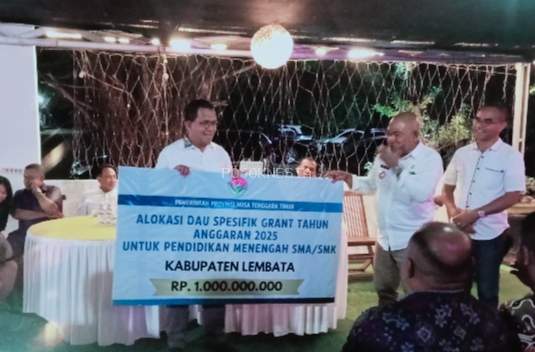 PEMERINTAH PROVINSI NUSA TENGGARA TIMUR
ALOKASI DAU SPESIFIK GRANT TAHUN
ANGGARAN 2025
UNTUK PENDIDIKAN MENENGAH SMA/SMK
KABUPATEN LEMBATA
RP. 1.000.000.000